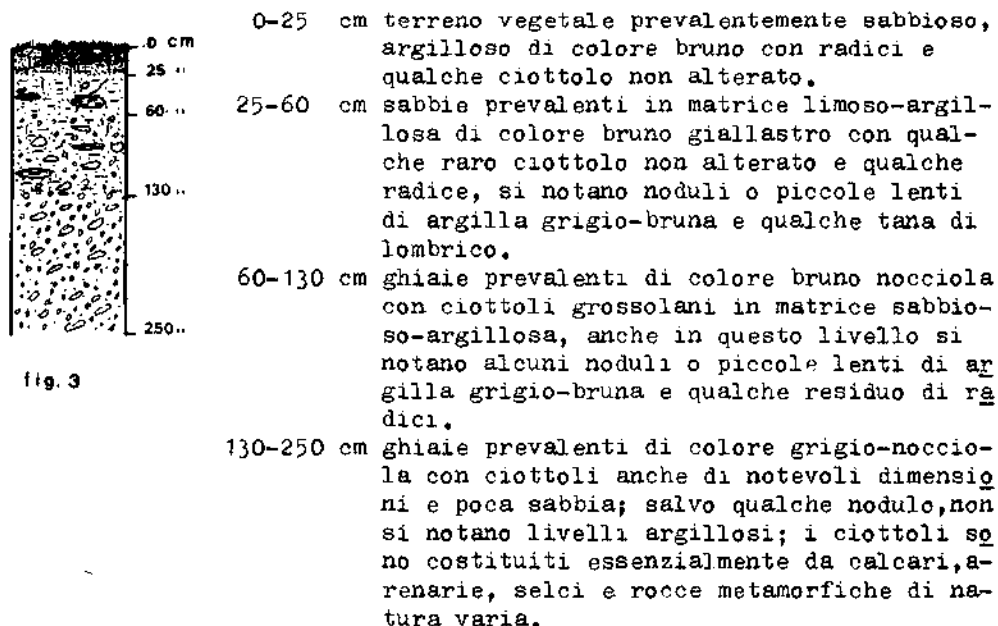 .0 cm
25 "
60 "
130 "
250 "
fig. 3
0-25 cm terreno vegetale prevalentemente sabbioso,
argilloso di colore bruno con radici e
qualche ciottolo non alterato.
25-60 cm sabbie prevalenti in matrice limoso-argil-
losa di colore bruno giallastro con qual-
che raro ciottolo non alterato e qualche
radice, si notano noduli o piccole lenti
di argilla grigio-bruna e qualche tana di
lombrico.
60-130 cm ghiaie prevalenti di colore bruno nocciola
con ciottoli grossolani in matrice sabbio-
so-argillosa, anche in questo livello si
notano alcuni noduli o piccole lenti di ar
gilla grigio-bruna e qualche residuo di ra
dici.
130-250 cm ghiaie prevalenti di colore grigio-noccio-
la con ciottoli anche di notevoli dimensio
ni e poca sabbia; salvo qualche nodulo,non
si notano livelli argillosi; i ciottoli so
no costituiti essenzialmente da calcari,a-
renarie, selci e rocce metamorfiche di na-
tura varia.